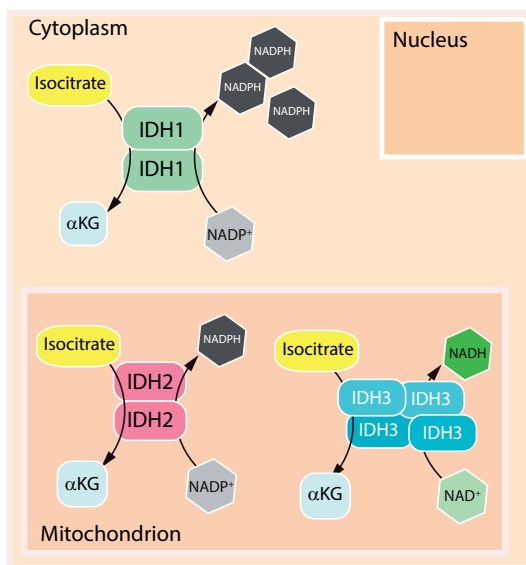 Cytoplasm
Nucleus
NADPH
NADPH
NADPH
Isocitrate
IDH1
IDH1
αKG
NADP⁺
Isocitrate
NADPH
IDH2
IDH2
αKG
NADP⁺
Isocitrate
NADH
IDH3
IDH3
IDH3
IDH3
αKG
NAD⁺
Mitochondrion